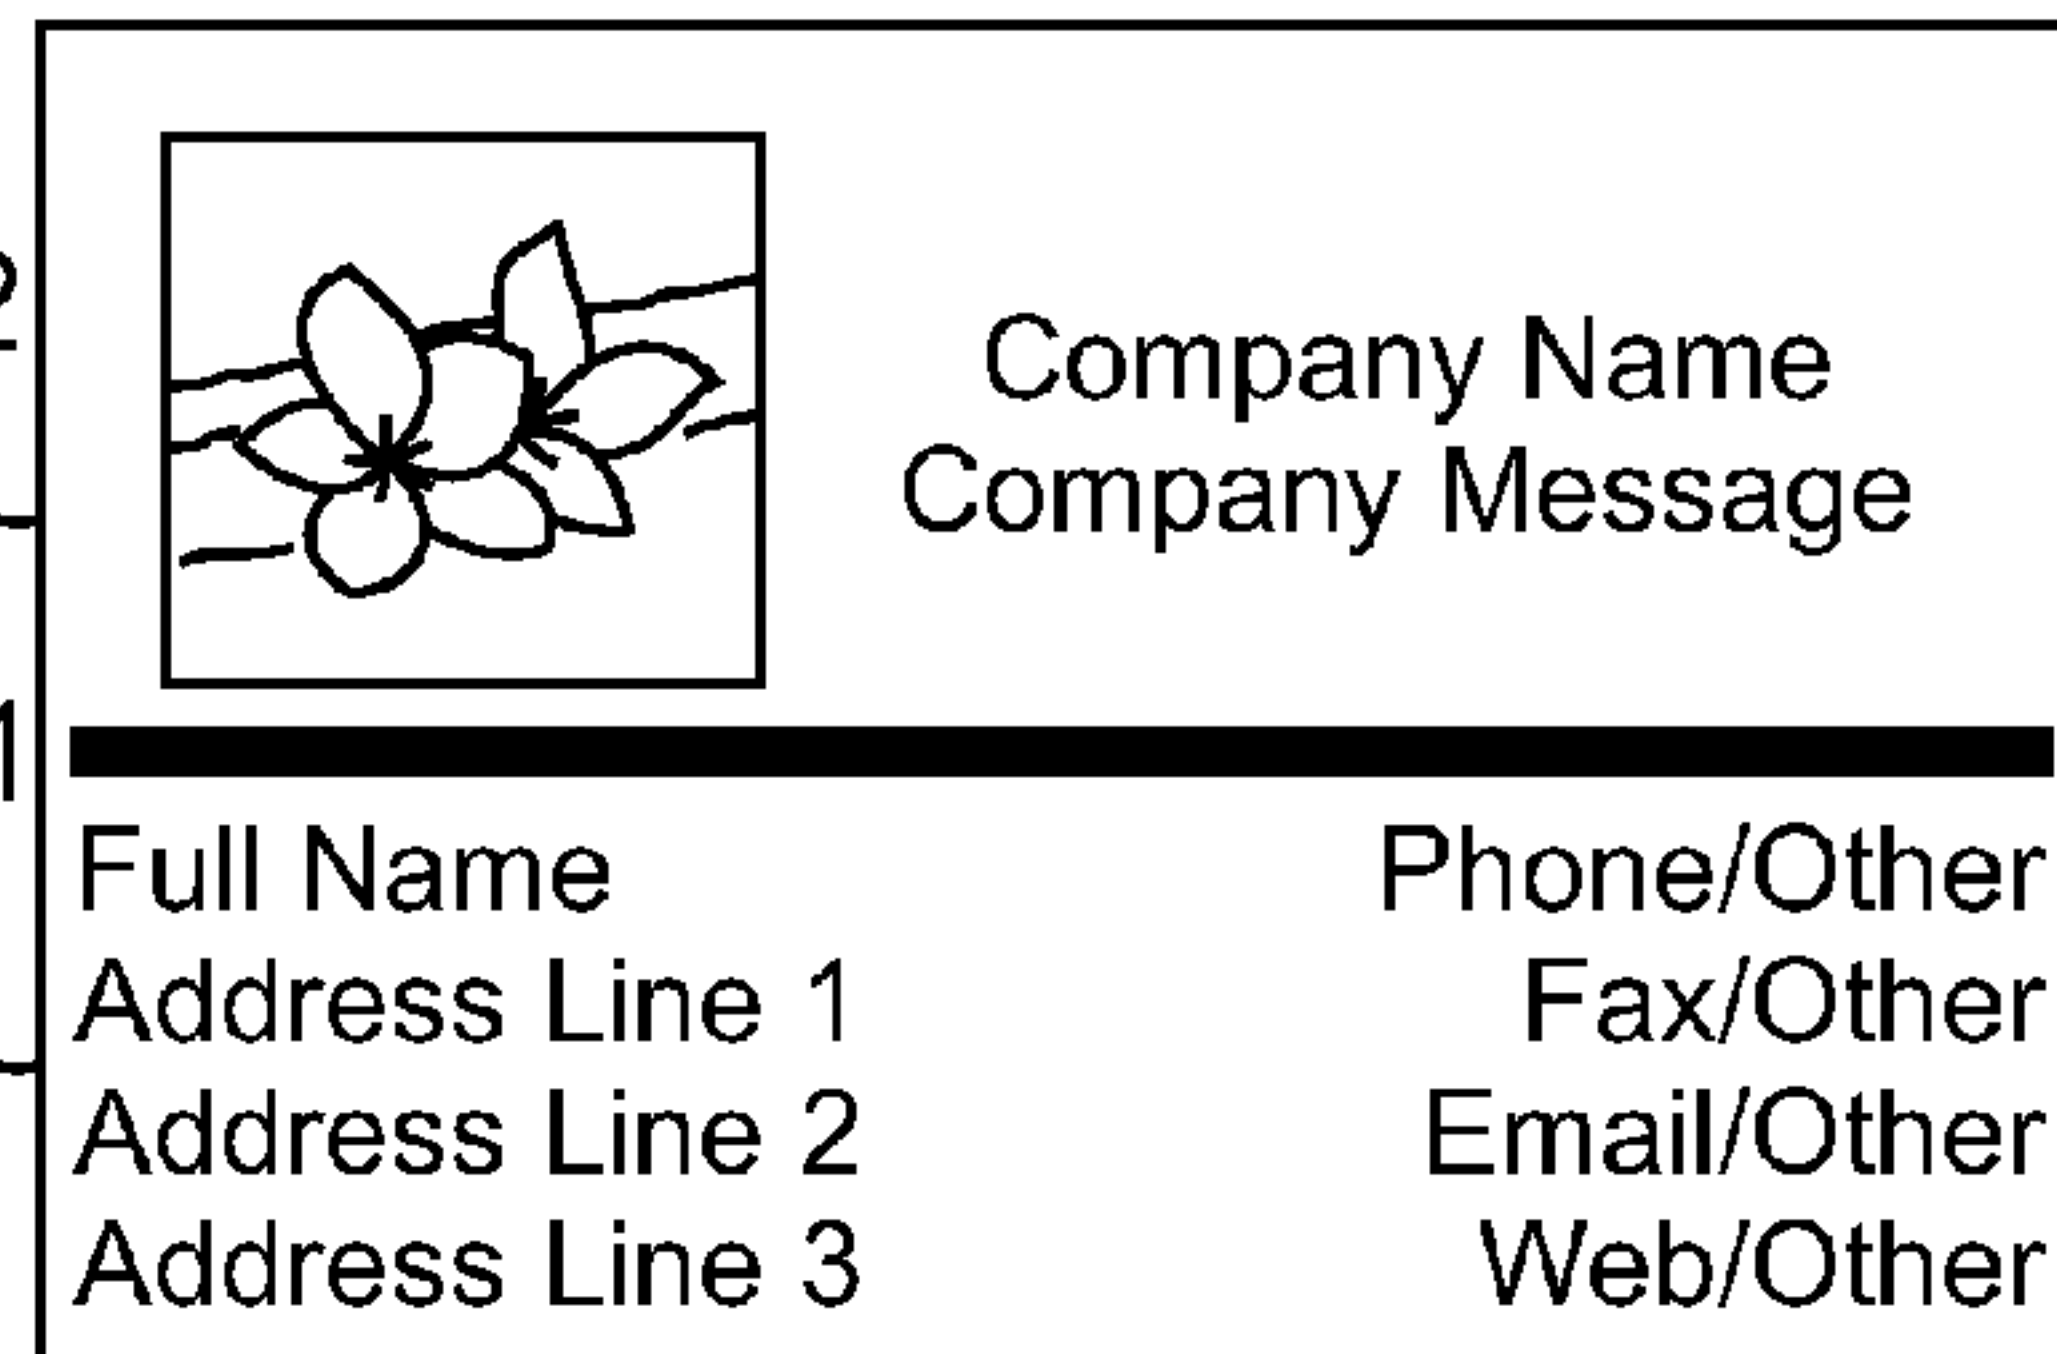 Company Name
Company Message
Full Name
Address Line 1
Address Line 2
Address Line 3
Phone/Other
Fax/Other
Email/Other
Web/Other